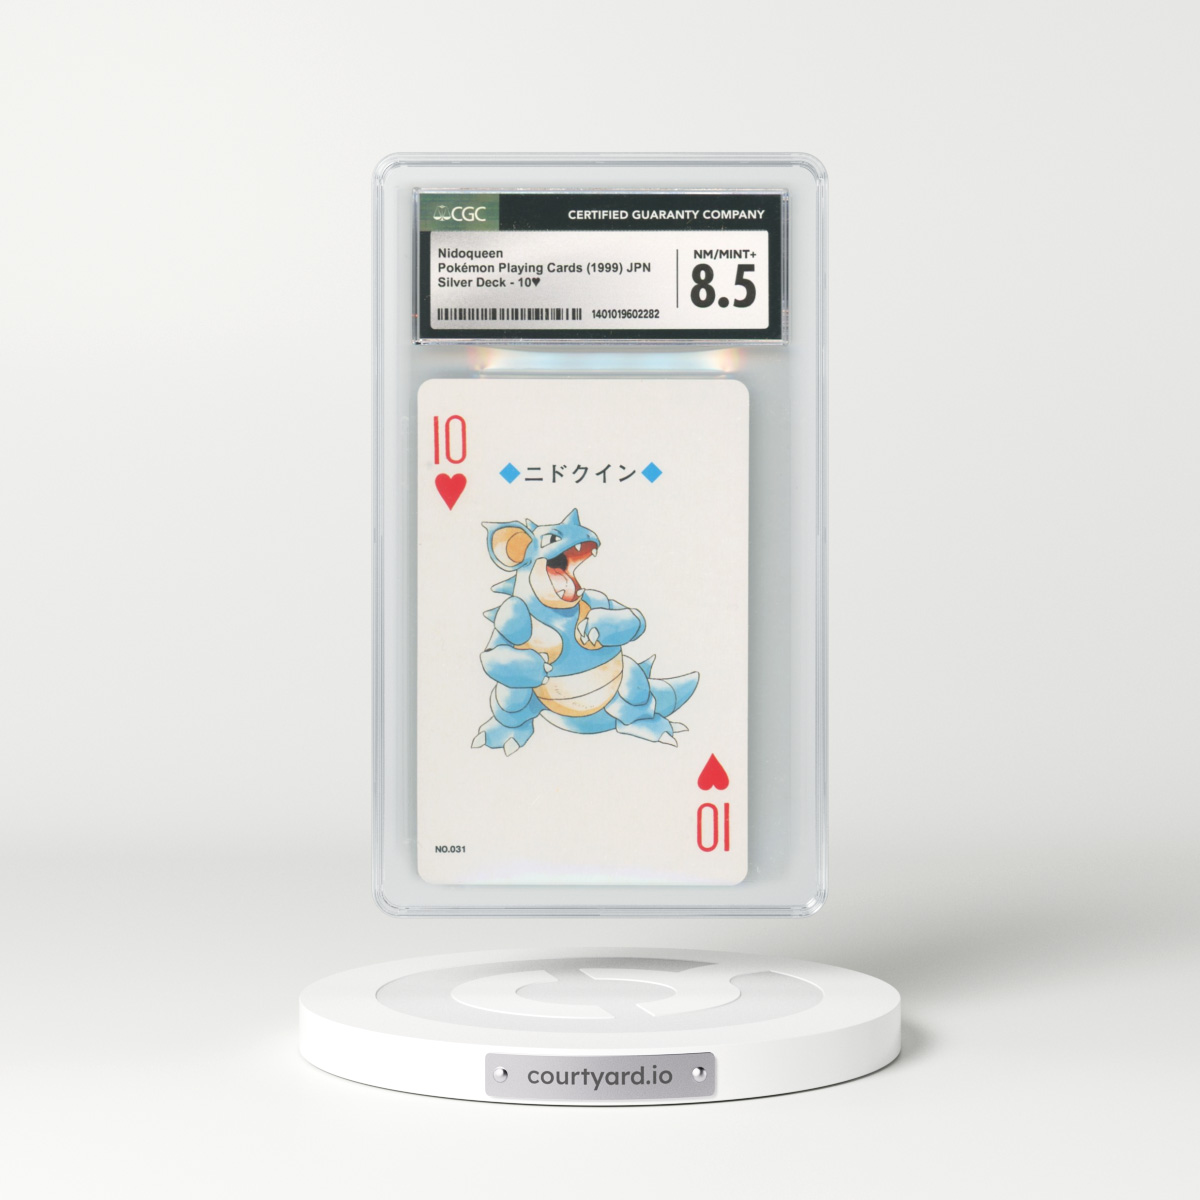 CGC
CERTIFIED GUARANTY COMPANY
Nidoqueen
Pokémon Playing Cards (1999) JPN
Silver Deck - 10♥
1401019602282
NM/MINT+
8.5
10
♥
◆ニドクイン◆
♥
10
NO.031
courtyard.io